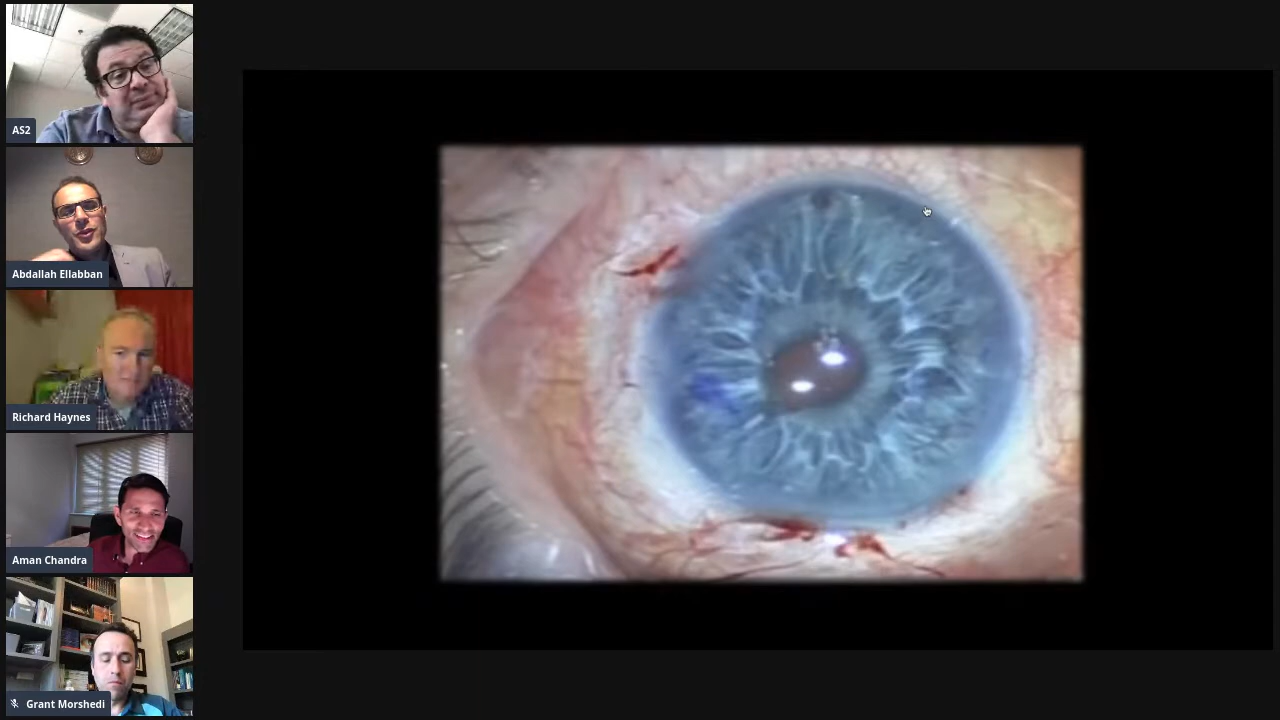 AS2
Abdallah Ellabban
Richard Haynes
Aman Chandra
Grant Morshedi